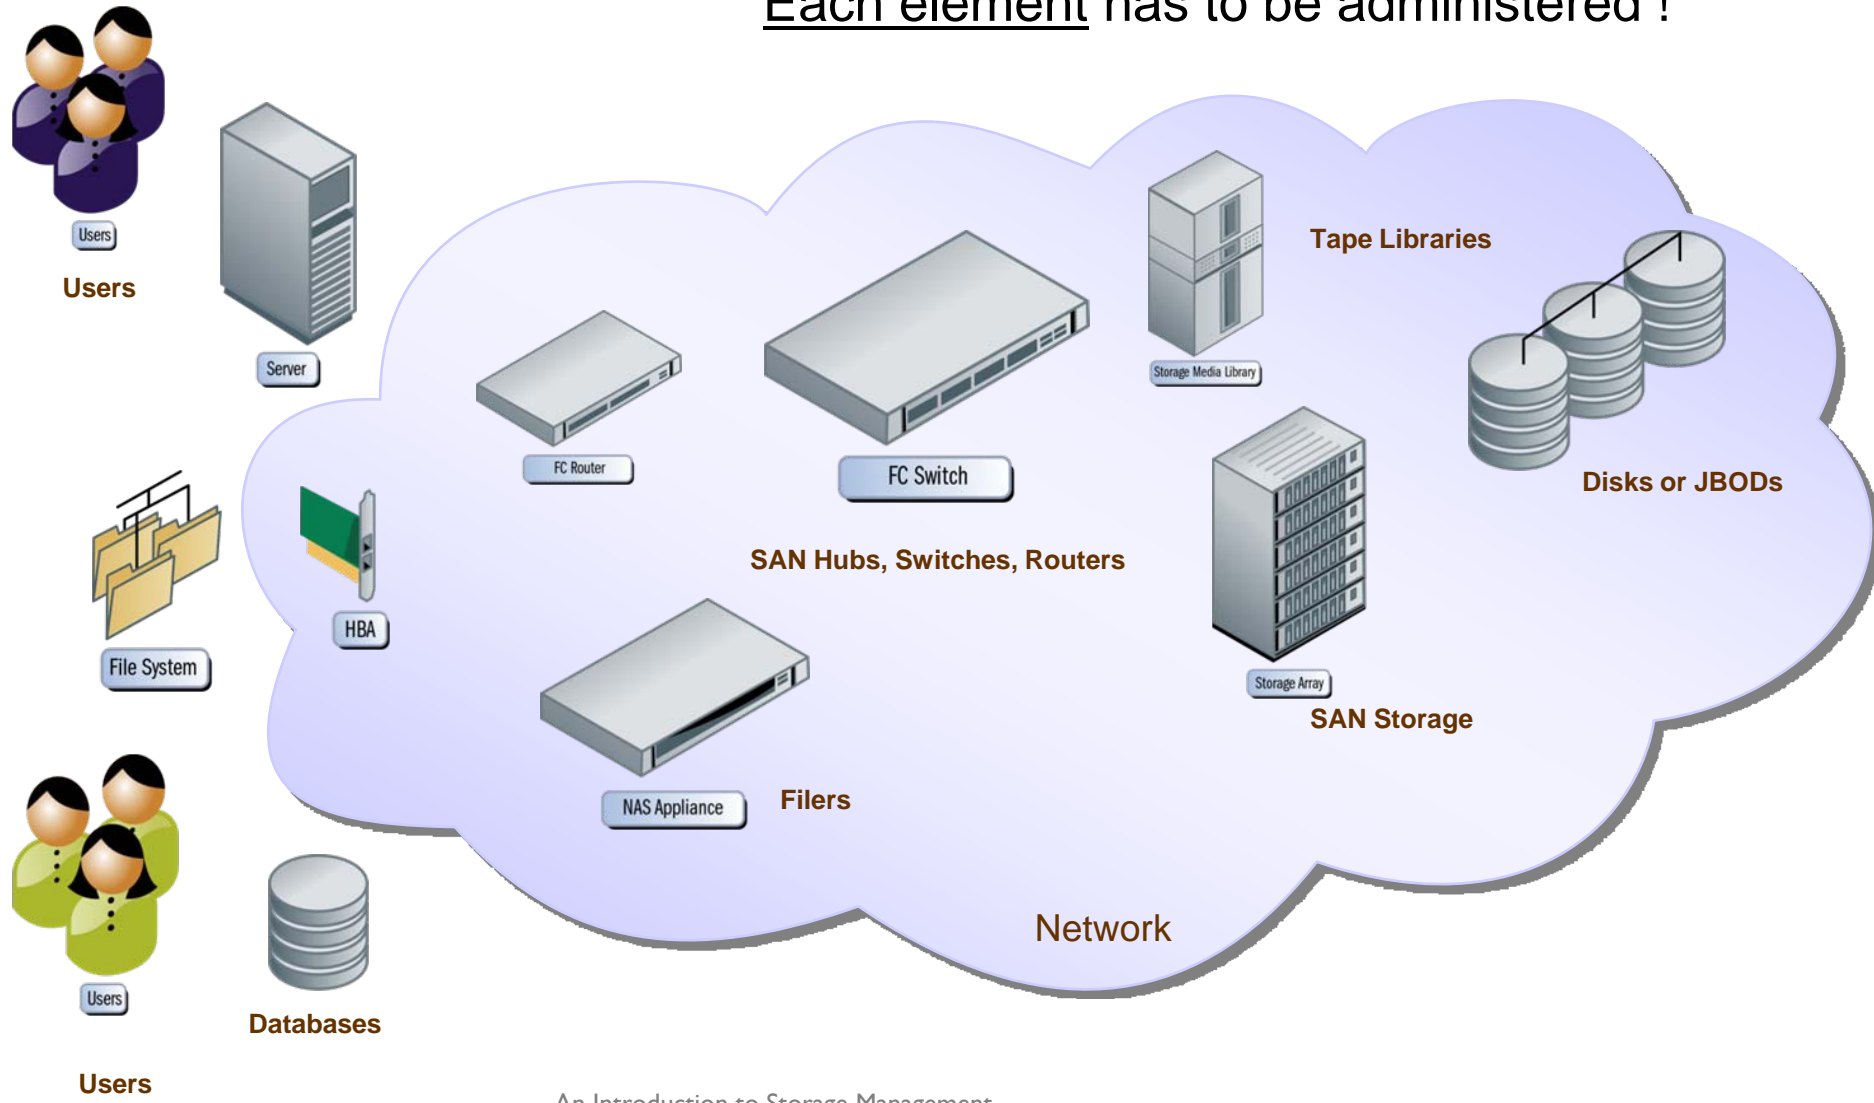 Each element has to be administered !
Users
Users
Server
Tape Libraries
Storage Media Library
FC Router
FC Switch
Disks or JBODs
SAN Hubs, Switches, Routers
HBA
File System
Storage Array
SAN Storage
NAS Appliance
Filers
Network
Users
Databases
Users
An Introduction to Storage Management